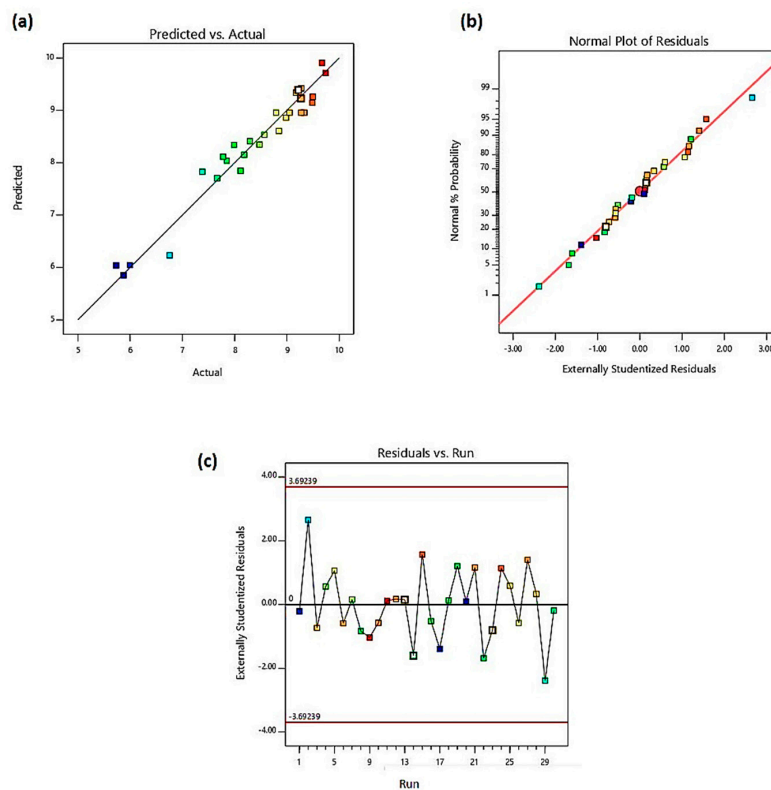 (a)
Predicted vs. Actual
10
9
8
7
6
5
Predicted
5 6 7 8 9 10
Actual
(b)
Normal Plot of Residuals
99
95
90
80
70
50
30
20
10
5
1
Normal % Probability
-3.00 -2.00 -1.00 0.00 1.00 2.00 3.00
Externally Studentized Residuals
(c)
Residuals vs. Run
4.00
3.69239
2.00
0.00
0
-2.00
-3.69239
-4.00
Externally Studentized Residuals
1 5 9 13 17 21 25 29
Run